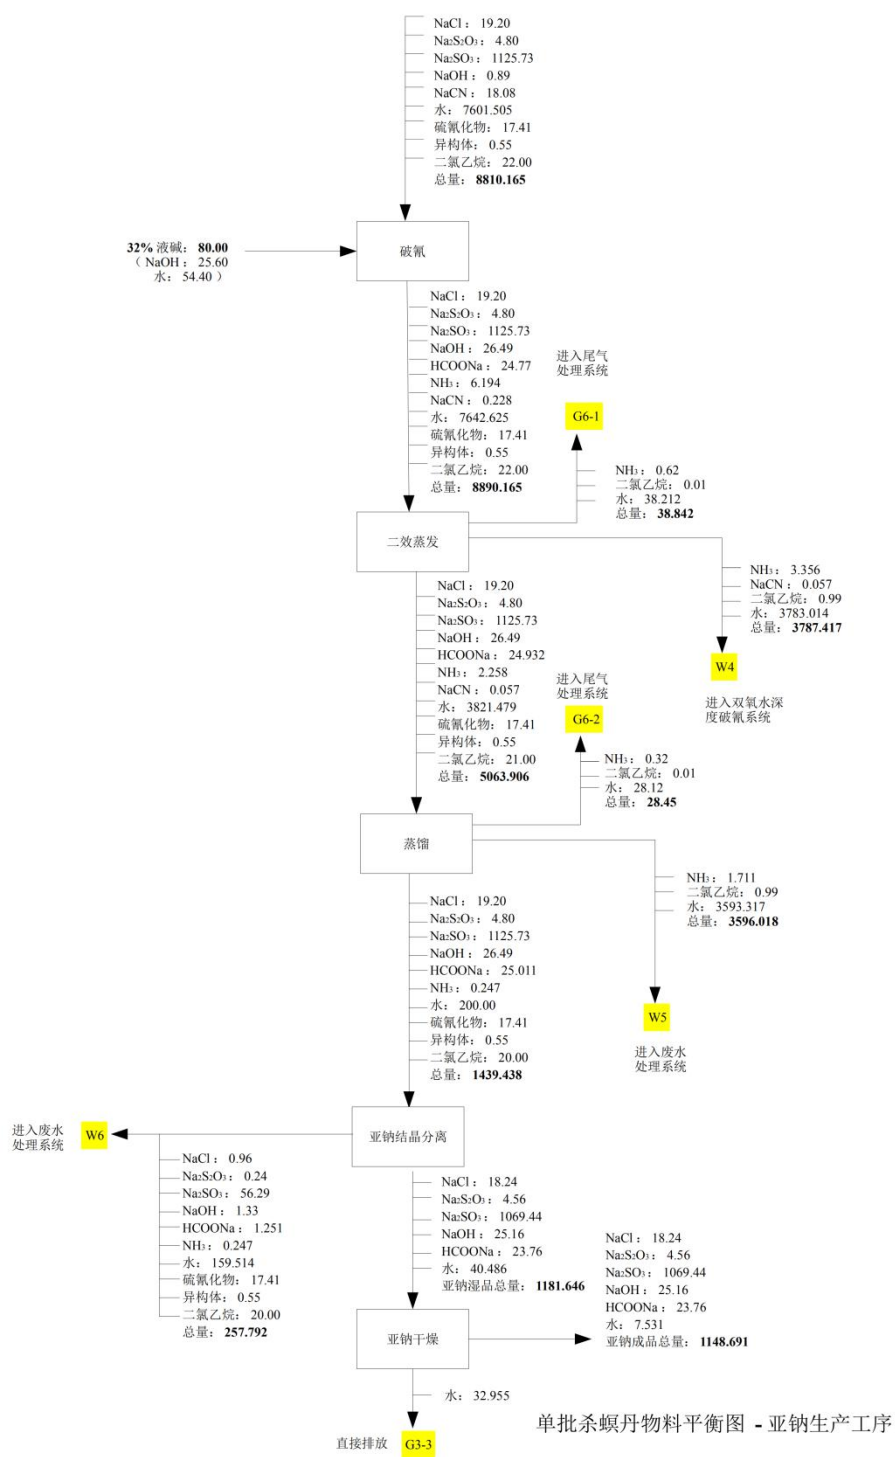 NaCl： 19.20
Na₂S₂O₃： 4.80
Na₂SO₃： 1125.73
NaOH： 0.89
NaCN： 18.08
水： 7601.505
硫氰化物： 17.41
异构体： 0.55
二氯乙烷： 22.00
总量： 8810.165
32% 液碱： 80.00
（ NaOH： 25.60
水： 54.40 ）
破氰
NaCl： 19.20
Na₂S₂O₃： 4.80
Na₂SO₃： 1125.73
NaOH： 26.49
HCOONa： 24.77
NH₃： 6.194
NaCN： 0.228
水： 7642.625
硫氰化物： 17.41
异构体： 0.55
二氯乙烷： 22.00
总量： 8890.165
进入尾气
处理系统
G6-1
NH₃： 0.62
二氯乙烷： 0.01
水： 38.212
总量： 38.842
二效蒸发
NH₃： 3.356
NaCN： 0.057
二氯乙烷： 0.99
水： 3783.014
总量： 3787.417
W4
进入双氧水深
度破氰系统
NaCl： 19.20
Na₂S₂O₃： 4.80
Na₂SO₃： 1125.73
NaOH： 26.49
HCOONa： 24.932
NH₃： 2.258
NaCN： 0.057
水： 3821.479
硫氰化物： 17.41
异构体： 0.55
二氯乙烷： 21.00
总量： 5063.906
进入尾气
处理系统
G6-2
NH₃： 0.32
二氯乙烷： 0.01
水： 28.12
总量： 28.45
蒸馏
NH₃： 1.711
二氯乙烷： 0.99
水： 3593.317
总量： 3596.018
W5
进入废水
处理系统
NaCl： 19.20
Na₂S₂O₃： 4.80
Na₂SO₃： 1125.73
NaOH： 26.49
HCOONa： 25.011
NH₃： 0.247
水： 200.00
硫氰化物： 17.41
异构体： 0.55
二氯乙烷： 20.00
总量： 1439.438
亚钠结晶分离
进入废水
处理系统
W6
NaCl： 0.96
Na₂S₂O₃： 0.24
Na₂SO₃： 56.29
NaOH： 1.33
HCOONa： 1.251
NH₃： 0.247
水： 159.514
硫氰化物： 17.41
异构体： 0.55
二氯乙烷： 20.00
总量： 257.792
NaCl： 18.24
Na₂S₂O₃： 4.56
Na₂SO₃： 1069.44
NaOH： 25.16
HCOONa： 23.76
水： 40.486
亚钠湿品总量： 1181.646
亚钠干燥
NaCl： 18.24
Na₂S₂O₃： 4.56
Na₂SO₃： 1069.44
NaOH： 25.16
HCOONa： 23.76
水： 7.531
亚钠成品总量： 1148.691
水： 32.955
直接排放
G3-3
单批杀螟丹物料平衡图 - 亚钠生产工序